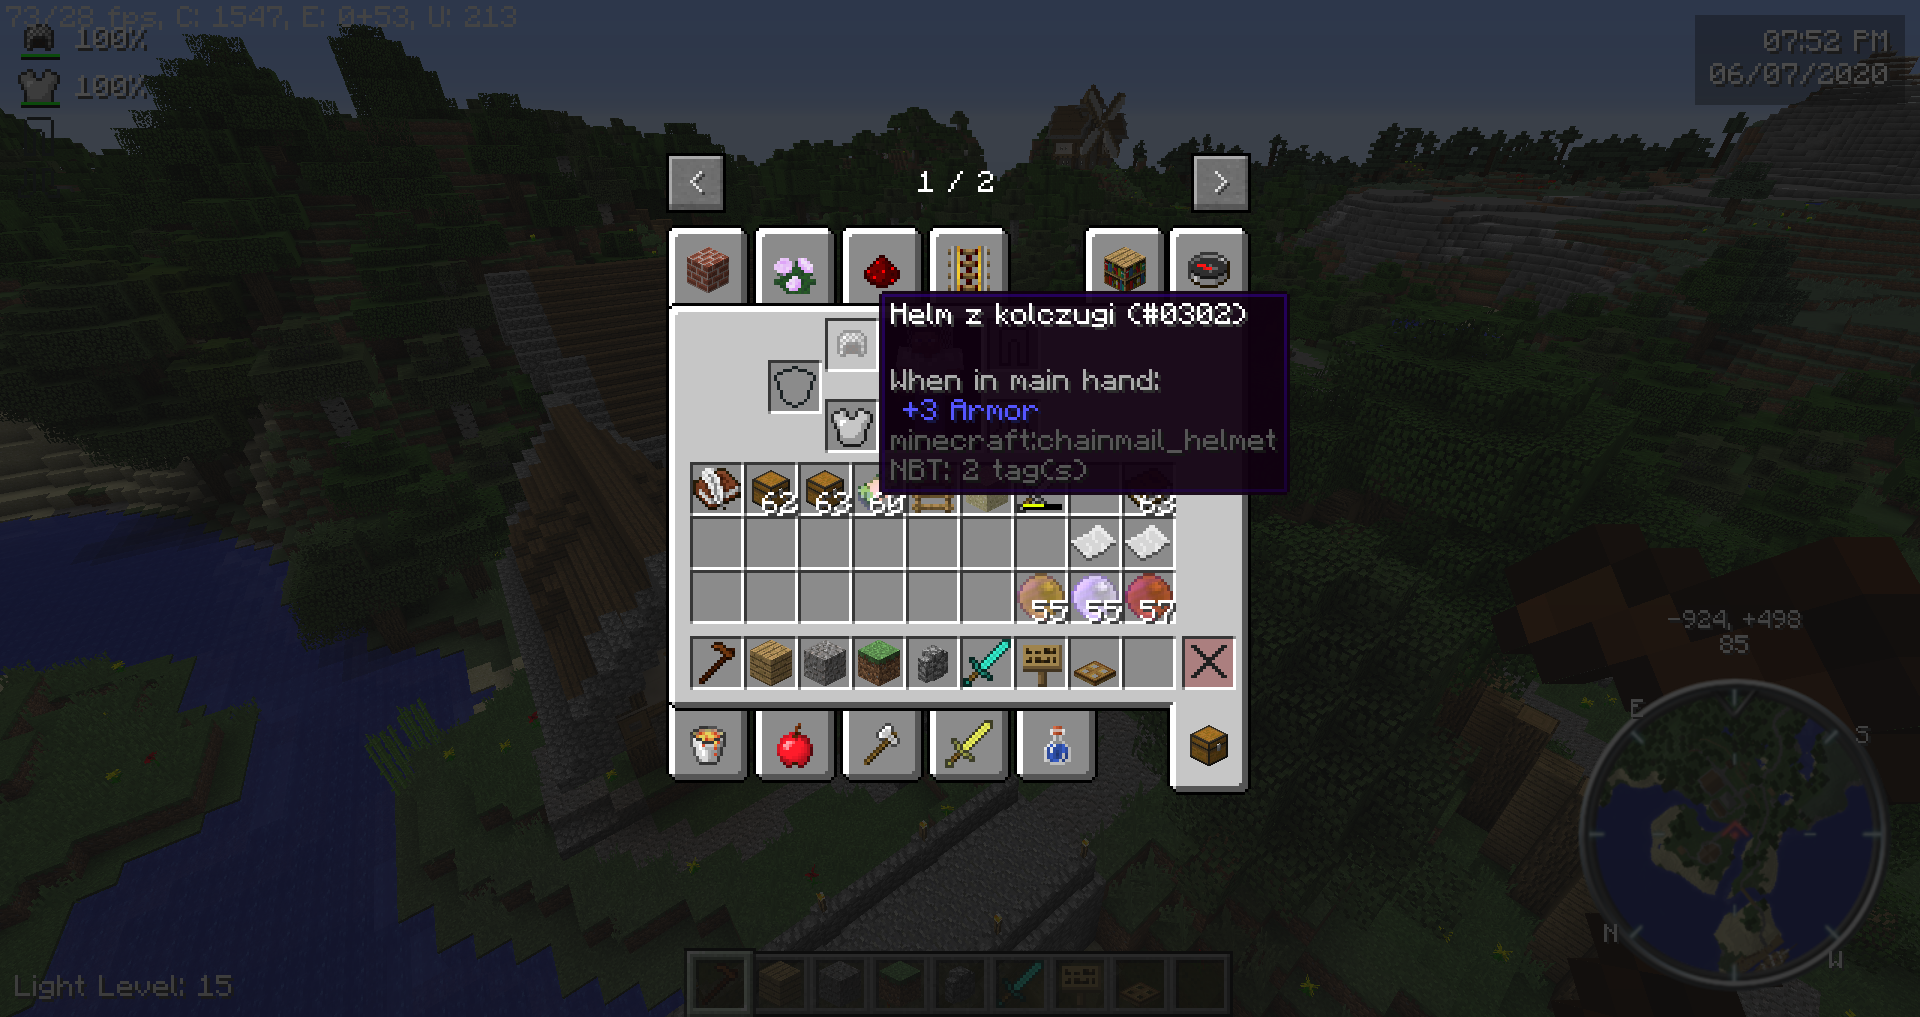 73/28 fps, C: 1547, E: 0+53, U: 213
100%
100%
07:52 PM
06/07/2020
<
1 / 2
>
Helm z kolczugi (#0302)
When in main hand:
+3 Armor
minecraft:chainmail_helmet
NBT: 2 tag(s)
62
63
60
63
55
55
57
-924, +498
85
E
S
N
W
Light Level: 15